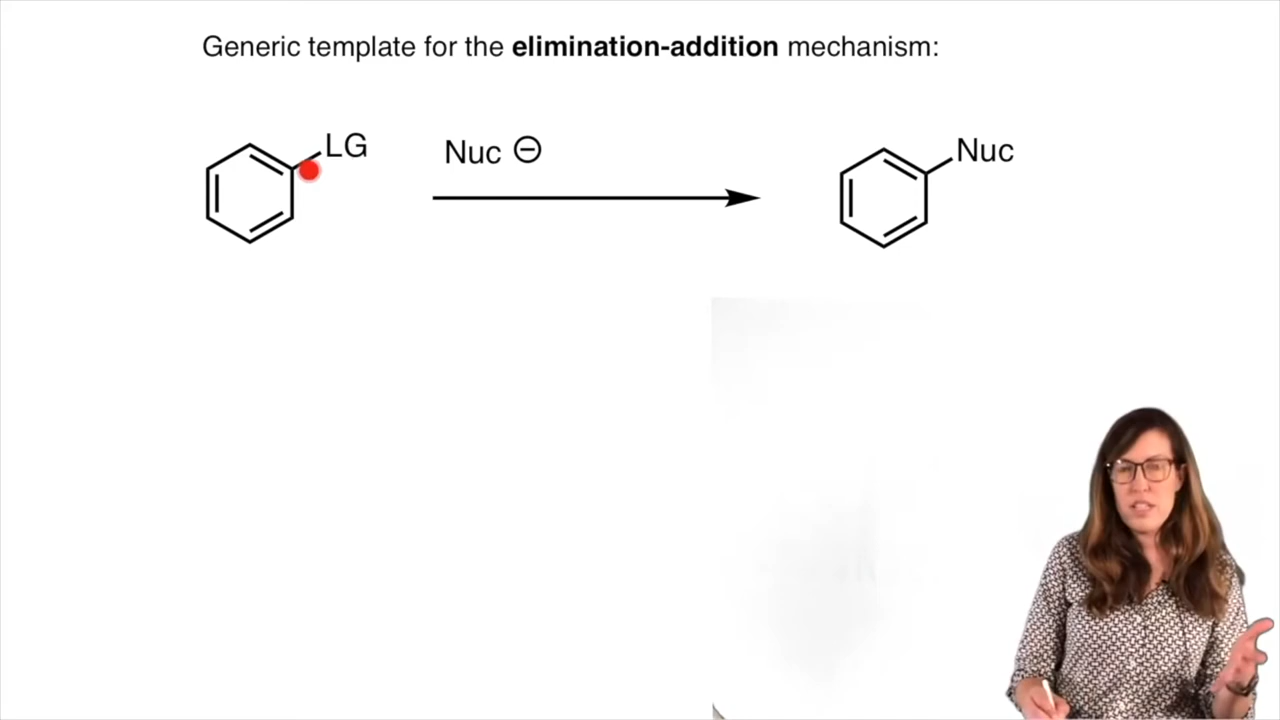 Generic template for the elimination-addition mechanism:
LG
Nuc ⊖
Nuc